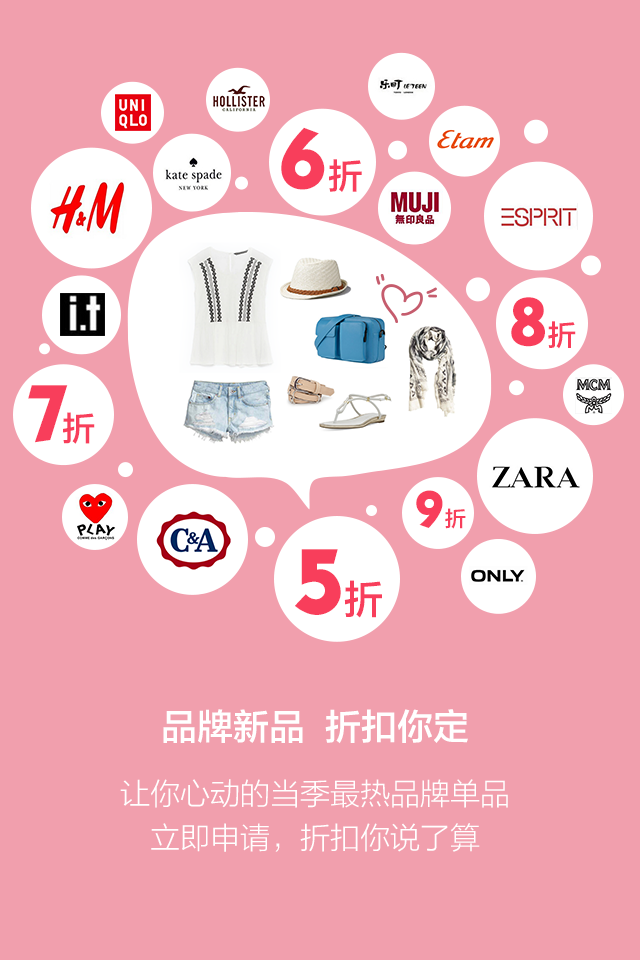 UNI
QLO
HOLLISTER
CALIFORNIA
乐町 LE'TEEN
Etam
kate spade
NEW YORK
6折
H&M
MUJI
無印良品
ESPRIT
i.t
8折
7折
MCM
ZARA
PLAY
COMME des GARÇONS
C&A
9折
5折
ONLY
品牌新品 折扣你定
让你心动的当季最热品牌单品
立即申请，折扣你说了算